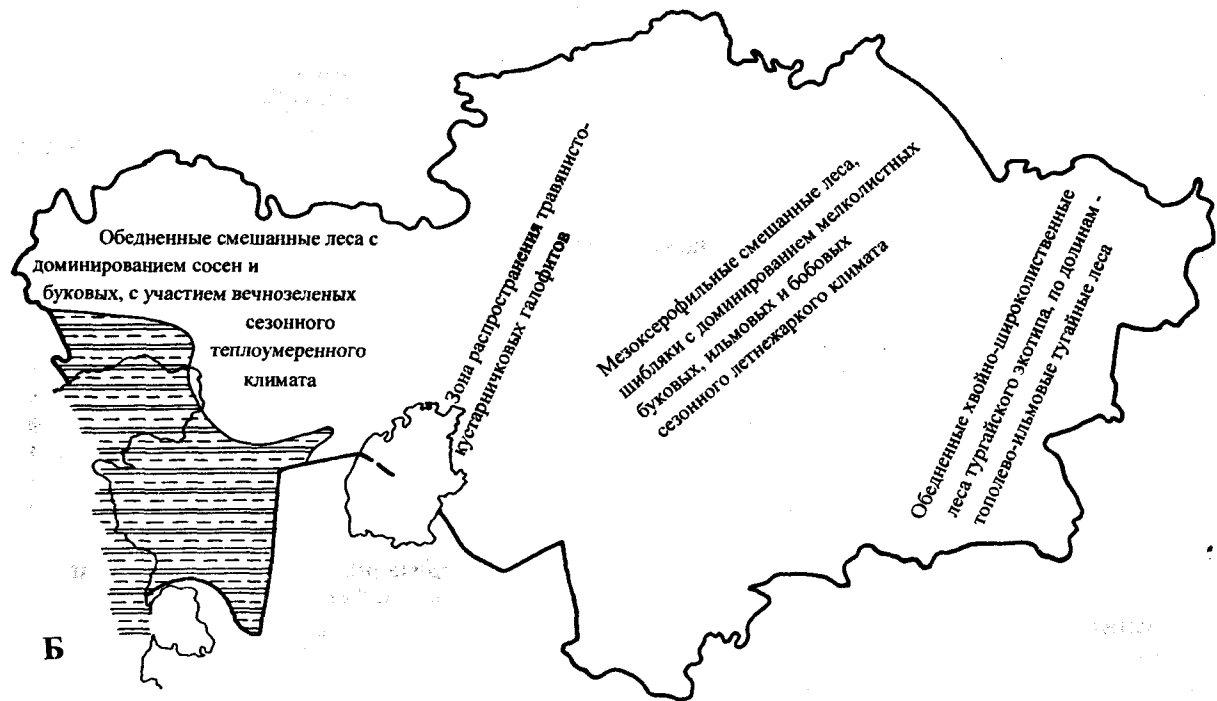 Обедненные смешанные леса с
доминированием сосен и
буковых, с участием вечнозеленых
сезонного
теплоумеренного
климата
Зона распространения травянисто-
кустарничковых галофитов
Мезоксерофильные смешанные леса,
шибляки с доминированием мелколистных
буковых, ильмовых и бобовых
сезонного летнежаркого климата
Обедненные хвойно-широколиственные
леса тургайского экотипа, по долинам -
тополево-ильмовые тугайные леса
Б